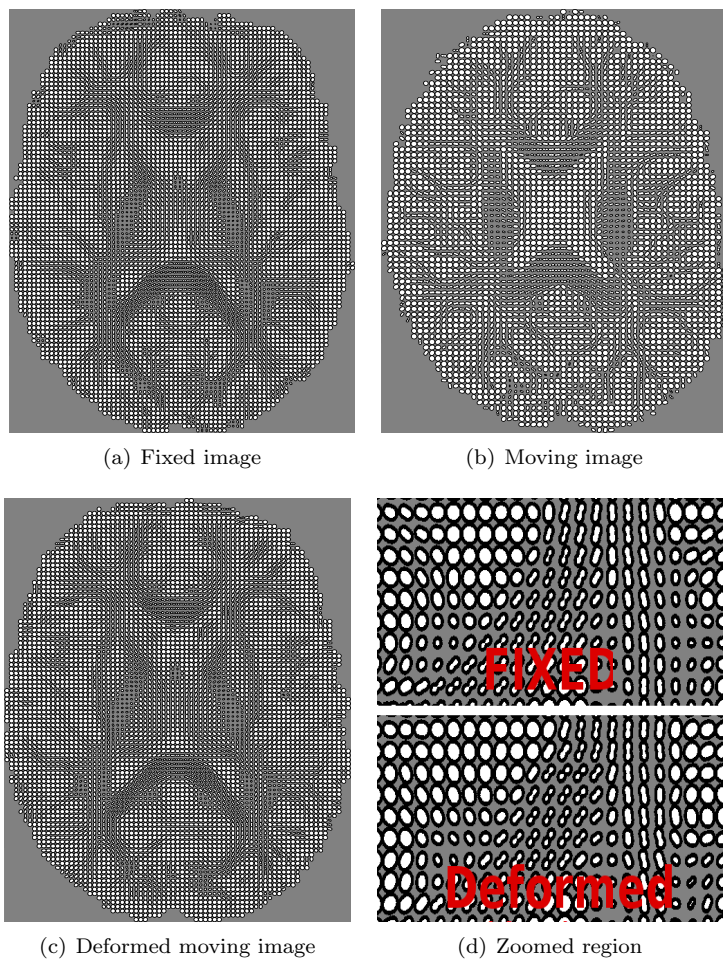 (a) Fixed image
(b) Moving image
FIXED
Deformed
(c) Deformed moving image
(d) Zoomed region